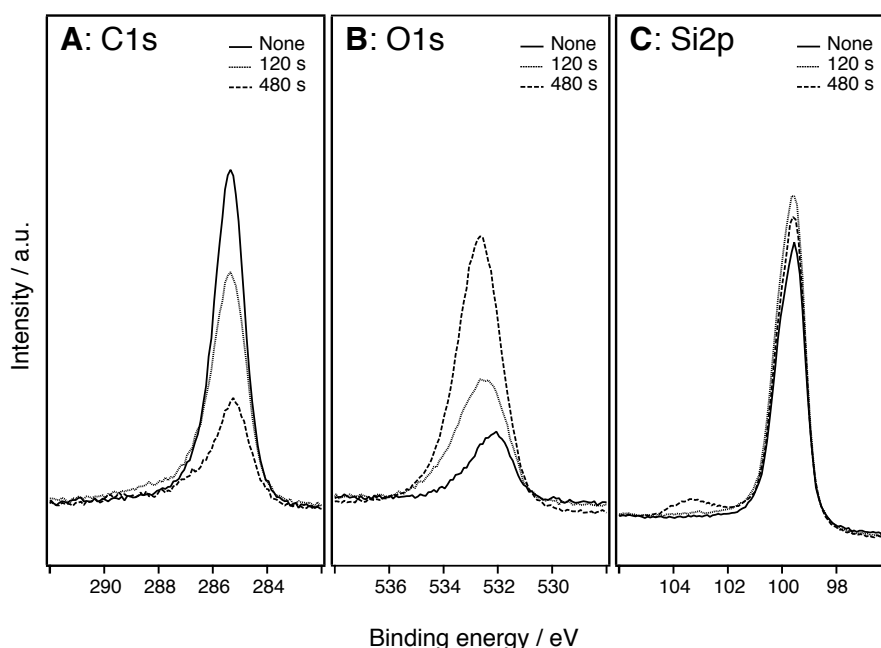 A: C1s
None
120 s
480 s
B: O1s
None
120 s
480 s
C: Si2p
None
120 s
480 s
Intensity / a.u.
290 288 286 284
536 534 532 530
104 102 100 98
Binding energy / eV